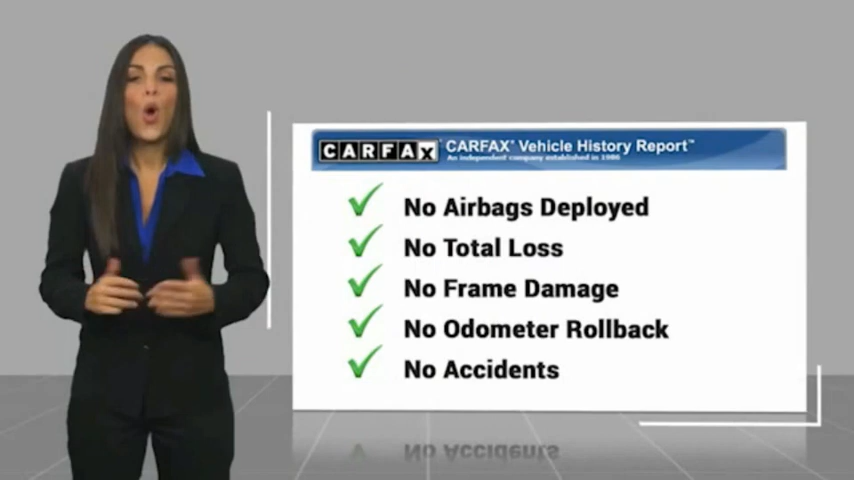 CARFAX
CARFAX® Vehicle History Report™
An independent company established in 1986
No Airbags Deployed
No Total Loss
No Frame Damage
No Odometer Rollback
No Accidents